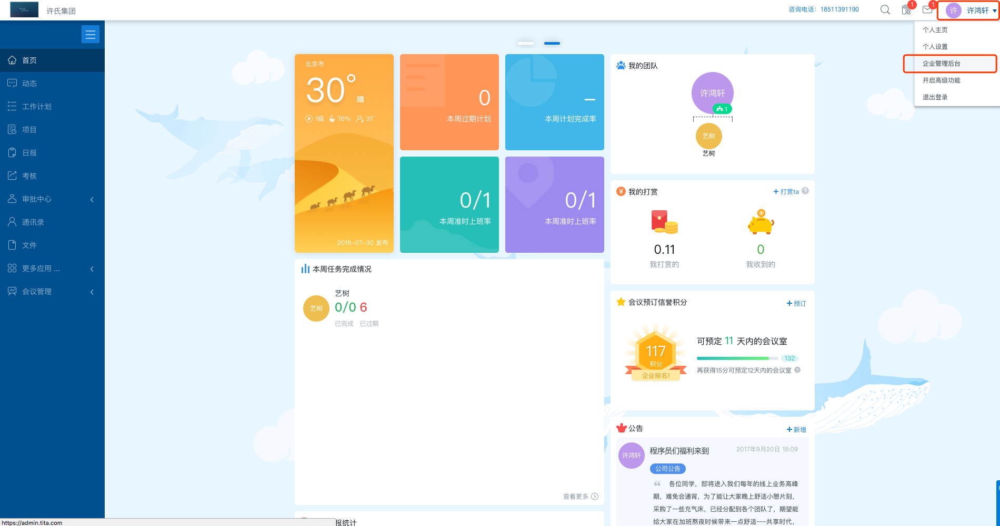 许氏集团
咨询电话：18511391190
1
1
许
许鸿轩
个人主页
个人设置
企业管理后台
开启高级功能
退出登录
首页
动态
工作计划
项目
日报
考核
审批中心
通讯录
文件
更多应用 ...
会议管理
北京市
30°
晴
1级 76% 31°
2018-07-30 发布
0
本周过期计划
—
本周计划完成率
0/1
本周准时上班率
0/1
本周准时上班率
我的团队
许鸿轩
1
艺树
艺树
我的打赏
+ 打赏ta ?
0.11
我打赏的
0
我收到的
本周任务完成情况
艺树
艺树
0/0 6
已完成 已过期
查看更多
会议预订信誉积分
+ 预订
117
积分
企业排名1
可预定 11 天内的会议室
132
再获得15分可预定12天内的会议室 ?
公告
+ 新增
许鸿轩
程序员们福利来到
2017年9月20日 18:09
公司公告
“ 各位同学，即将进入我们每年的线上业务高峰
期，难免会通宵，为了能让大家晚上舒适小憩片刻，
采购了一些充气床，已经分配到各个团队了，期望能
给大家在加班熬夜时候带来一点舒适~~~共享时代，
报统计
https://admin.tita.com